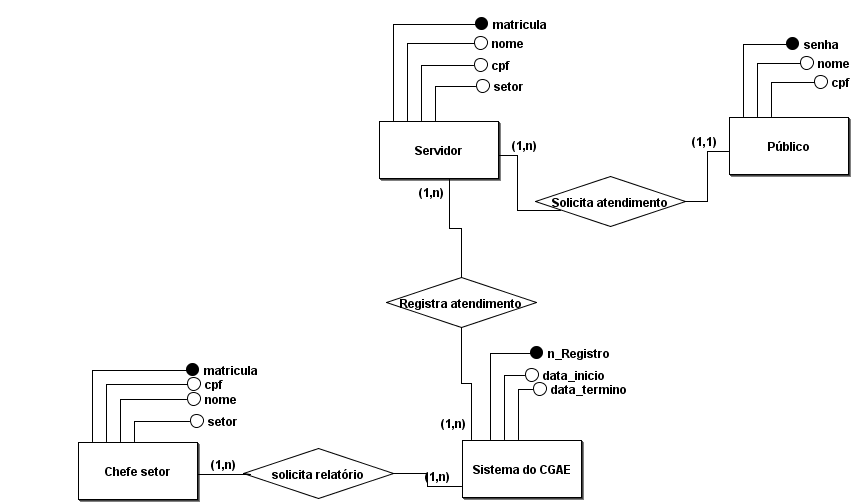 matricula
nome
cpf
setor
senha
nome
cpf
Servidor
(1,n)
(1,1)
Público
(1,n)
Solicita atendimento
Registra atendimento
n_Registro
data_inicio
data_termino
matricula
cpf
nome
setor
(1,n)
Chefe setor
(1,n)
solicita relatório
(1,n)
Sistema do CGAE